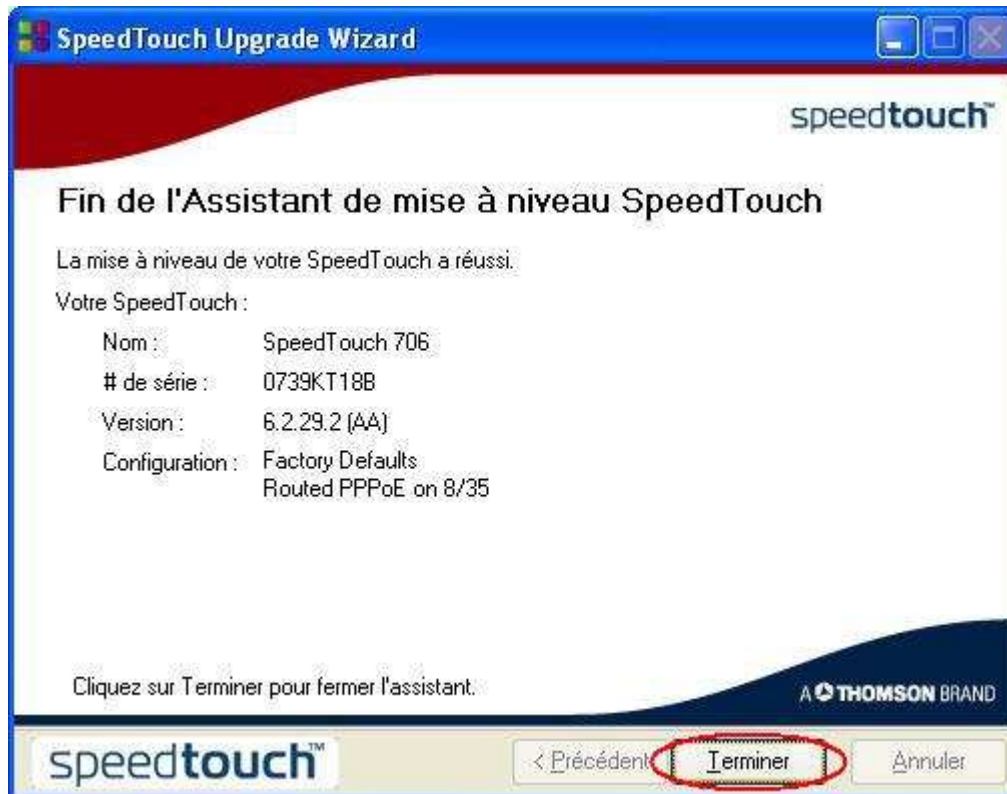 SpeedTouch Upgrade Wizard
speedtouch™
Fin de l'Assistant de mise à niveau SpeedTouch
La mise à niveau de votre SpeedTouch a réussi.
Votre SpeedTouch :
Nom : SpeedTouch 706
# de série : 0739KT18B
Version : 6.2.29.2 (AA)
Configuration : Factory Defaults
Routed PPPoE on 8/35
Cliquez sur Terminer pour fermer l'assistant.
A THOMSON BRAND
speedtouch™
< Précédent Terminer Annuler